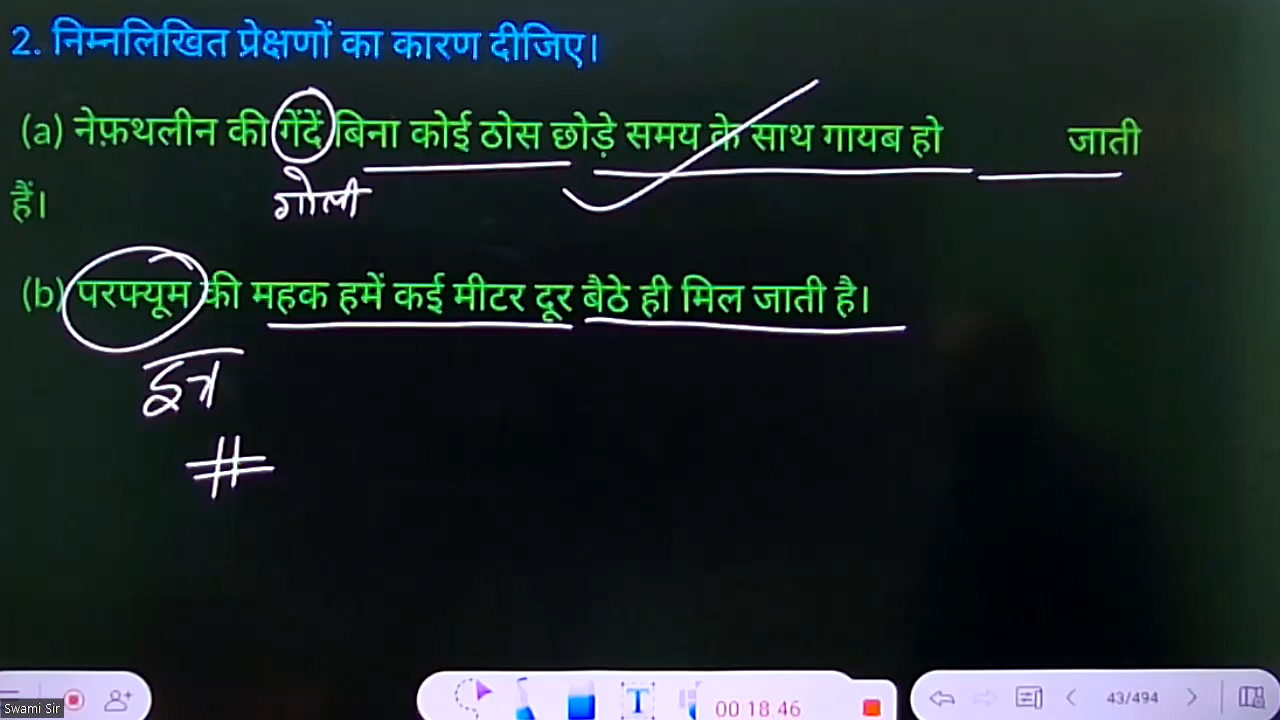 2. निम्नलिखित प्रेक्षणों का कारण दीजिए।
(a) नेफ़थलीन की गेंदें बिना कोई ठोस छोड़े समय के साथ गायब हो जाती
हैं।
गोली
(b) परफ्यूम की महक हमें कई मीटर दूर बैठे ही मिल जाती है।
इत्र
#
Swami Sir
T
00 18.46
43/494